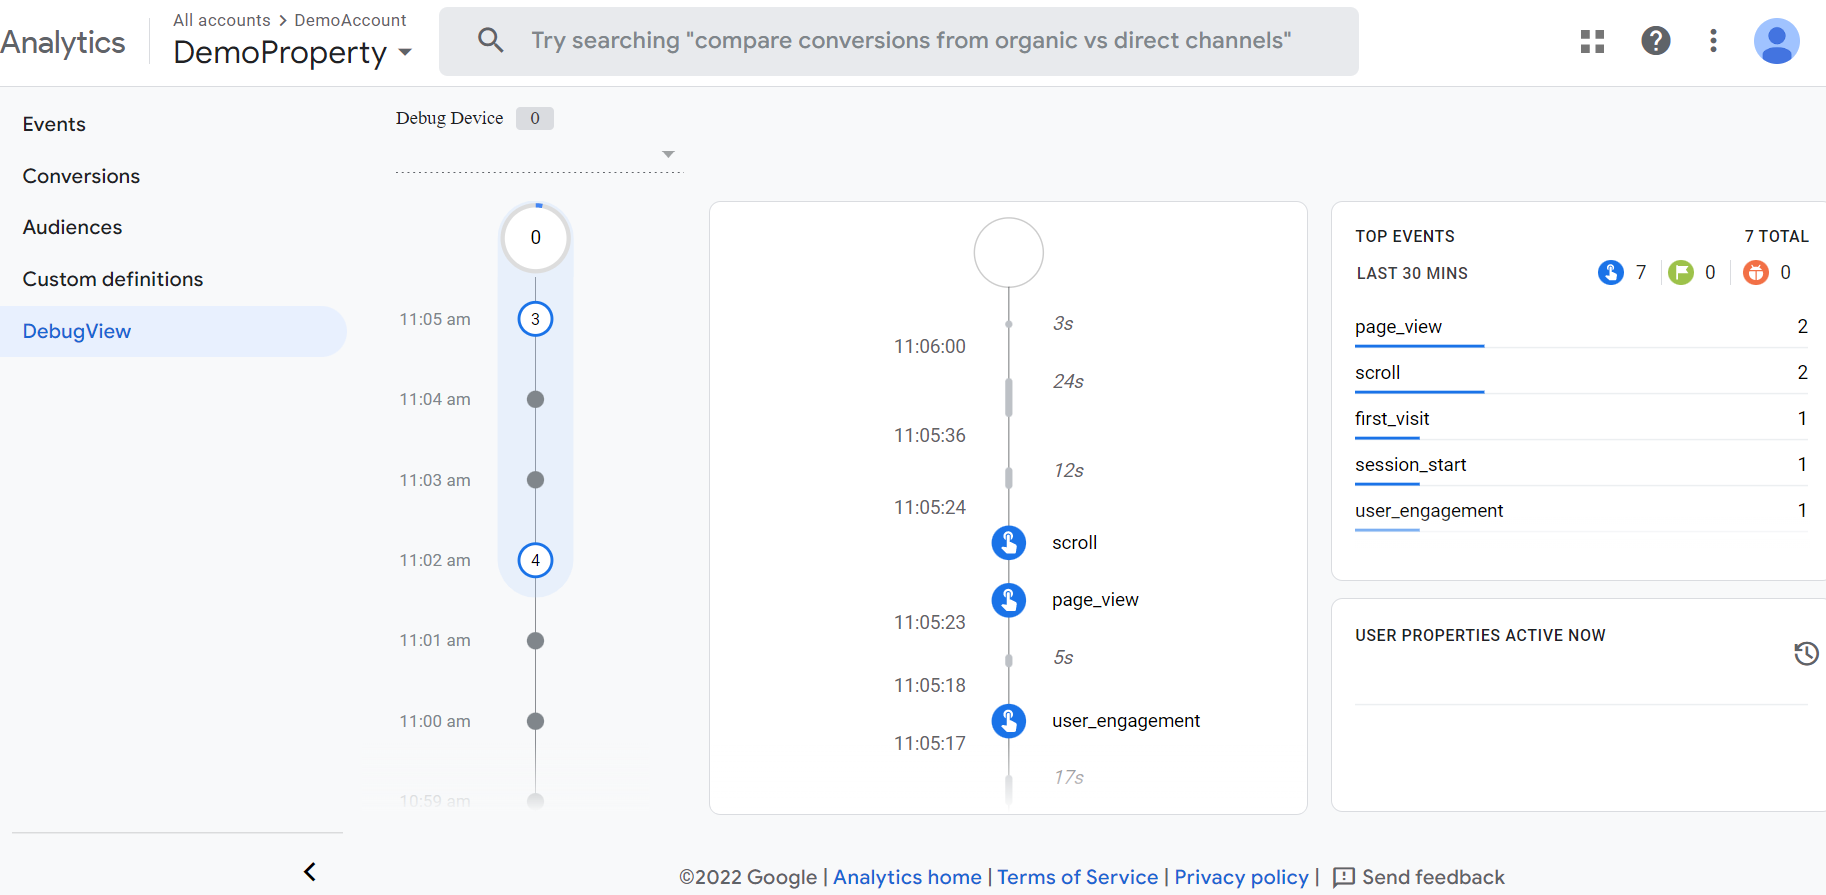 All accounts > DemoAccount
Analytics
DemoProperty
Try searching "compare conversions from organic vs direct channels"
Events
Conversions
Audiences
Custom definitions
DebugView
Debug Device 0
0
11:05 am 3
11:04 am
11:03 am
11:02 am 4
11:01 am
11:00 am
10:59 am
3s
11:06:00
24s
11:05:36
12s
11:05:24
scroll
page_view
11:05:23
5s
11:05:18
user_engagement
11:05:17
17s
TOP EVENTS 7 TOTAL
LAST 30 MINS 7 0 0
page_view 2
scroll 2
first_visit 1
session_start 1
user_engagement 1
USER PROPERTIES ACTIVE NOW
©2022 Google | Analytics home | Terms of Service | Privacy policy | Send feedback